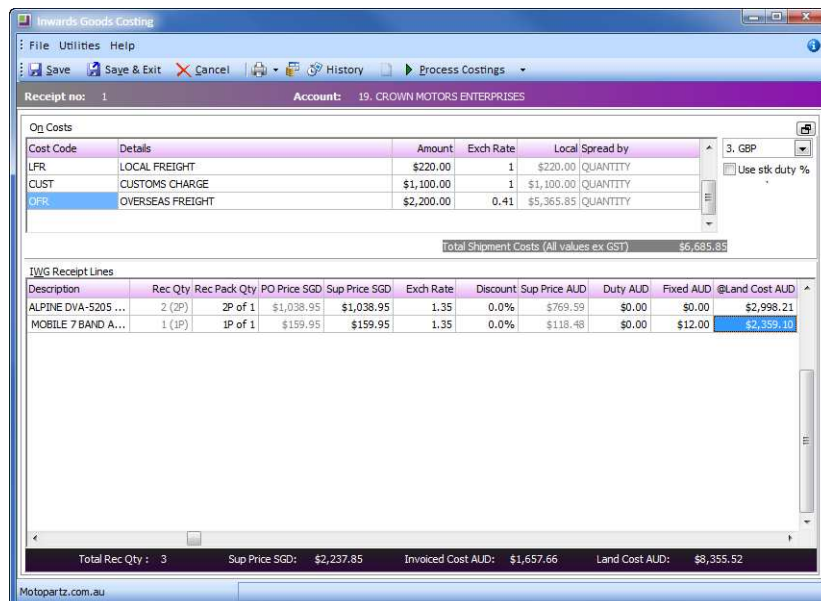 Inwards Goods Costing
File Utilities Help
Save Save & Exit Cancel History Process Costings
Receipt no: 1 Account: 19. CROWN MOTORS ENTERPRISES
On Costs
Cost Code Details Amount Exch Rate Local Spread by 3. GBP
LFR LOCAL FREIGHT $220.00 1 $220.00 QUANTITY Use stk duty %
CUST CUSTOMS CHARGE $1,100.00 1 $1,100.00 QUANTITY
OFR OVERSEAS FREIGHT $2,200.00 0.41 $5,365.85 QUANTITY
Total Shipment Costs (All values ex GST) $6,685.85
IWG Receipt Lines
Description Rec Qty Rec Pack Qty PO Price SGD Sup Price SGD Exch Rate Discount Sup Price AUD Duty AUD Fixed AUD @Land Cost AUD
ALPINE DVA-5205 ... 2 (2P) 2P of 1 $1,038.95 $1,038.95 1.35 0.0% $769.59 $0.00 $0.00 $2,998.21
MOBILE 7 BAND A... 1 (1P) 1P of 1 $159.95 $159.95 1.35 0.0% $118.48 $0.00 $12.00 $2,359.10
Total Rec Qty : 3 Sup Price SGD: $2,237.85 Invoiced Cost AUD: $1,657.66 Land Cost AUD: $8,355.52
Motopartz.com.au